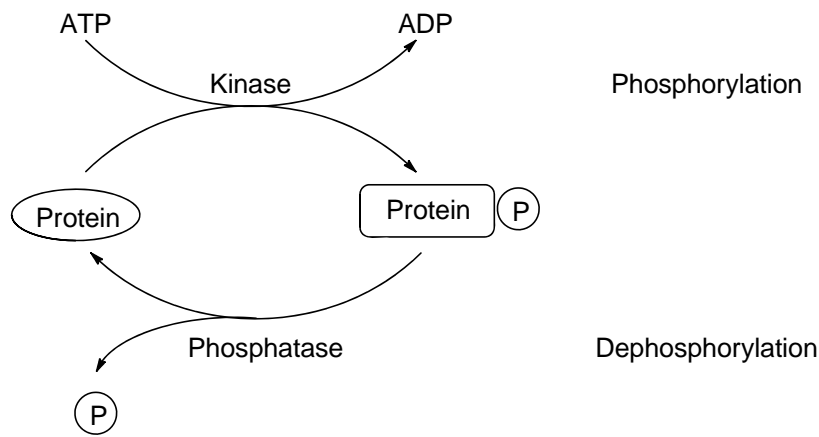 ATP
ADP
Kinase
Phosphorylation
Protein
Protein
P
Phosphatase
Dephosphorylation
P